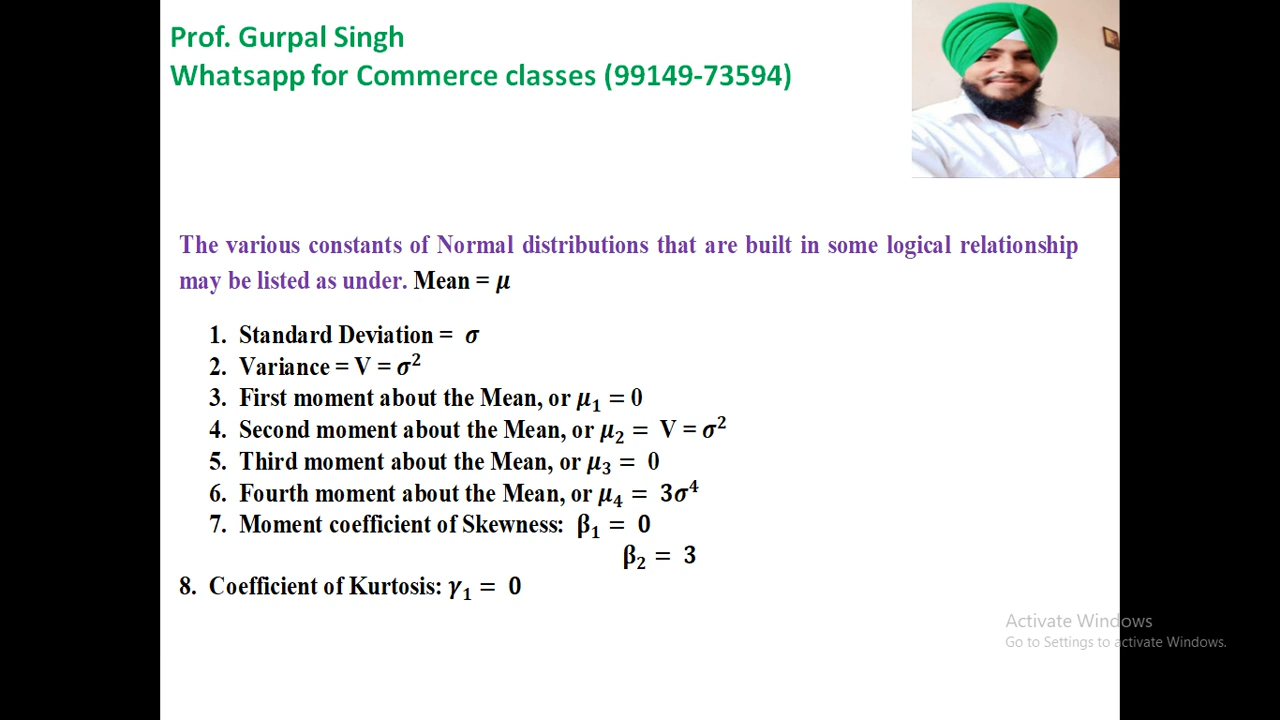 Prof. Gurpal Singh
Whatsapp for Commerce classes (99149-73594)
The various constants of Normal distributions that are built in some logical relationship
may be listed as under. Mean = μ
1. Standard Deviation = σ
2. Variance = V = σ²
3. First moment about the Mean, or μ₁ = 0
4. Second moment about the Mean, or μ₂ = V = σ²
5. Third moment about the Mean, or μ₃ = 0
6. Fourth moment about the Mean, or μ₄ = 3σ⁴
7. Moment coefficient of Skewness: β₁ = 0
β₂ = 3
8. Coefficient of Kurtosis: γ₁ = 0
Activate Windows
Go to Settings to activate Windows.